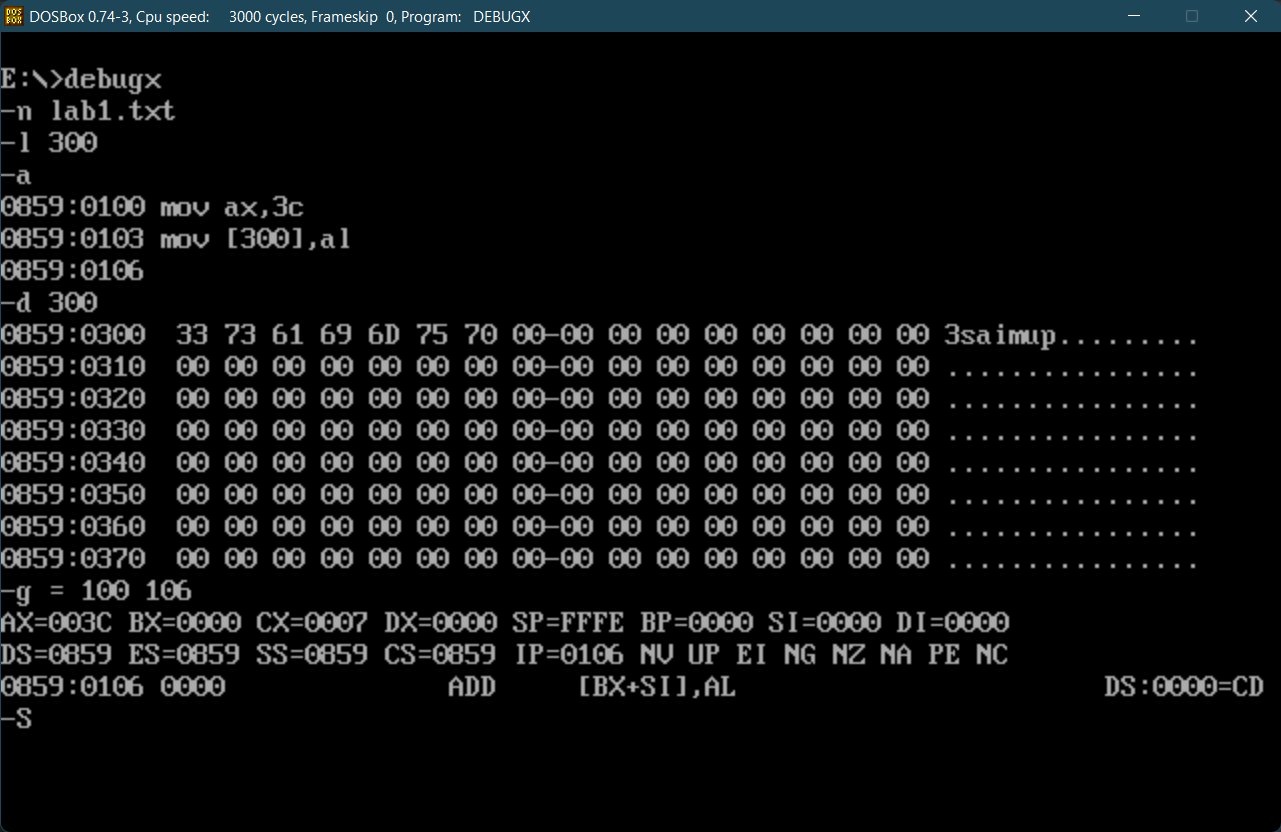 DOSBox 0.74-3, Cpu speed: 3000 cycles, Frameskip 0, Program: DEBUGX
E:\>debugx
-n lab1.txt
-l 300
-a
0859:0100 mov ax,3c
0859:0103 mov [300],al
0859:0106
-d 300
0859:0300 33 73 61 69 6D 75 70 00-00 00 00 00 00 00 00 00 3saimup.........
0859:0310 00 00 00 00 00 00 00 00-00 00 00 00 00 00 00 00 ................
0859:0320 00 00 00 00 00 00 00 00-00 00 00 00 00 00 00 00 ................
0859:0330 00 00 00 00 00 00 00 00-00 00 00 00 00 00 00 00 ................
0859:0340 00 00 00 00 00 00 00 00-00 00 00 00 00 00 00 00 ................
0859:0350 00 00 00 00 00 00 00 00-00 00 00 00 00 00 00 00 ................
0859:0360 00 00 00 00 00 00 00 00-00 00 00 00 00 00 00 00 ................
0859:0370 00 00 00 00 00 00 00 00-00 00 00 00 00 00 00 00 ................
-g = 100 106
AX=003C BX=0000 CX=0007 DX=0000 SP=FFFE BP=0000 SI=0000 DI=0000
DS=0859 ES=0859 SS=0859 CS=0859 IP=0106 NV UP EI NG NZ NA PE NC
0859:0106 0000 ADD [BX+SI],AL DS:0000=CD
-S